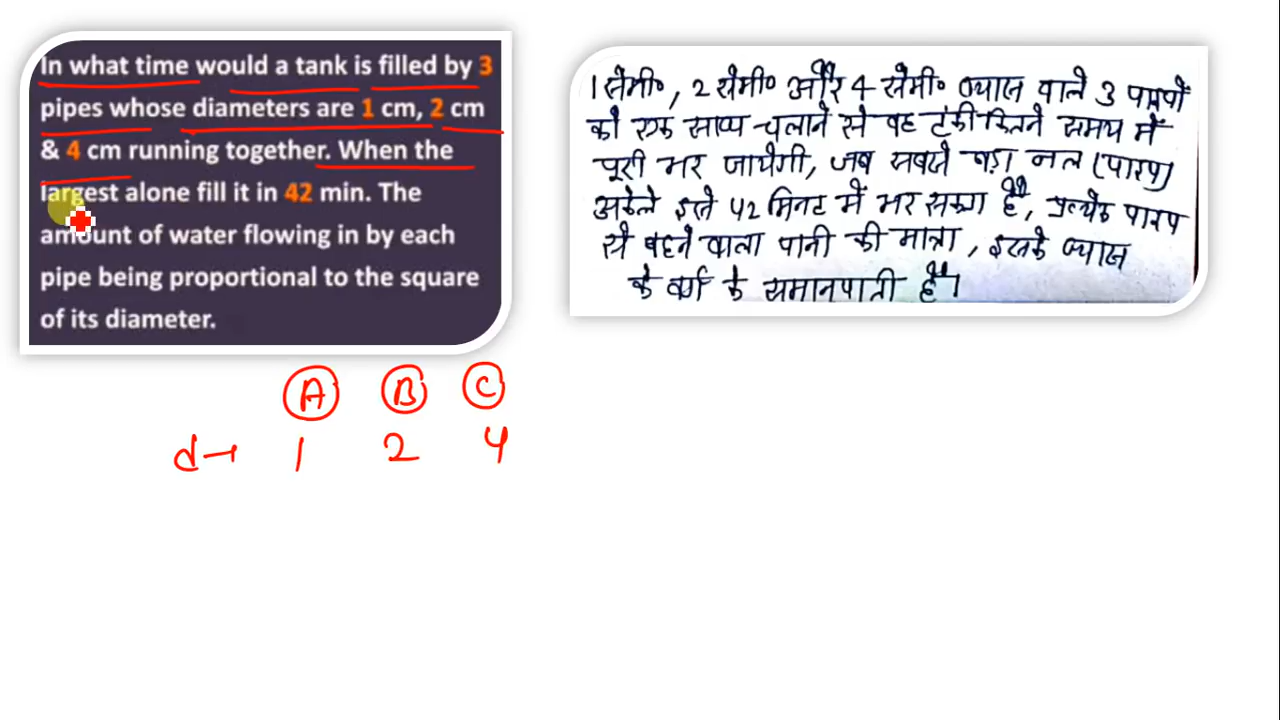 In what time would a tank is filled by 3
pipes whose diameters are 1 cm, 2 cm
& 4 cm running together. When the
largest alone fill it in 42 min. The
amount of water flowing in by each
pipe being proportional to the square
of its diameter.
1 सेमी०, 2 सेमी० और 4 सेमी० व्यास वाले 3 पाइपों
को एक साथ चलाने से वह टंकी कितने समय में
पूरी भर जायेगी, जब सबसे बड़ा नल (पाइप)
अकेले इसे 42 मिनट में भर सकता है, प्रत्येक पाइप
से बहने वाला पानी की मात्रा, इसके व्यास
के वर्ग के समानुपाती है।
A B C
d→ 1 2 4